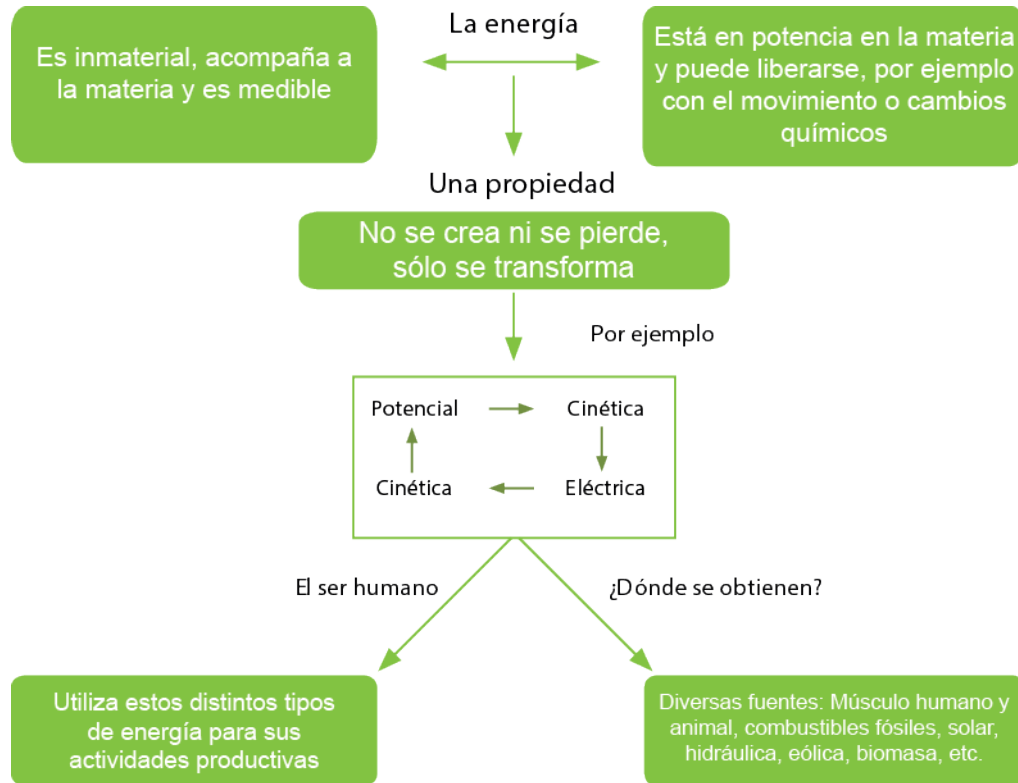 La energía
Es inmaterial, acompaña a
la materia y es medible
Está en potencia en la materia
y puede liberarse, por ejemplo
con el movimiento o cambios
químicos
Una propiedad
No se crea ni se pierde,
sólo se transforma
Por ejemplo
Potencial
Cinética
Cinética
Eléctrica
El ser humano
¿Dónde se obtienen?
Utiliza estos distintos tipos
de energía para sus
actividades productivas
Diversas fuentes: Músculo humano y
animal, combustibles fósiles, solar,
hidráulica, eólica, biomasa, etc.